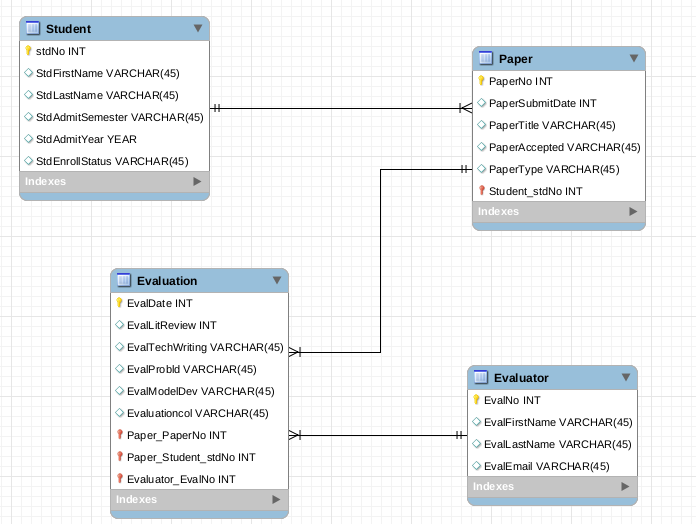 Student
stdNo INT
StdFirstName VARCHAR(45)
StdLastName VARCHAR(45)
StdAdmitSemester VARCHAR(45)
StdAdmitYear YEAR
StdEnrollStatus VARCHAR(45)
Indexes
Paper
PaperNo INT
PaperSubmitDate INT
PaperTitle VARCHAR(45)
PaperAccepted VARCHAR(45)
PaperType VARCHAR(45)
Student_stdNo INT
Indexes
Evaluation
EvalDate INT
EvalLitReview INT
EvalTechWriting VARCHAR(45)
EvalProbId VARCHAR(45)
EvalModelDev VARCHAR(45)
Evaluationcol VARCHAR(45)
Paper_PaperNo INT
Paper_Student_stdNo INT
Evaluator_EvalNo INT
Indexes
Evaluator
EvalNo INT
EvalFirstName VARCHAR(45)
EvalLastName VARCHAR(45)
EvalEmail VARCHAR(45)
Indexes